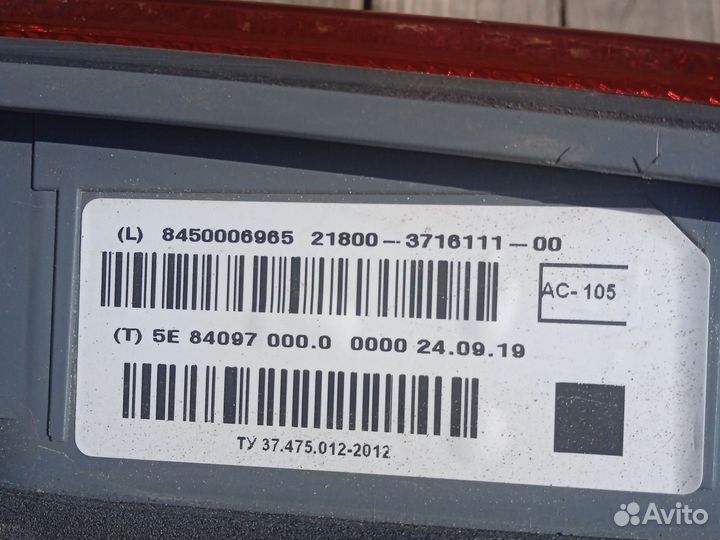 (L) 8450006965 21800-3716111-00
AC-105
(T) 5E 84097 000.0 0000 24.09.19
ТУ 37.475.012-2012
Avito